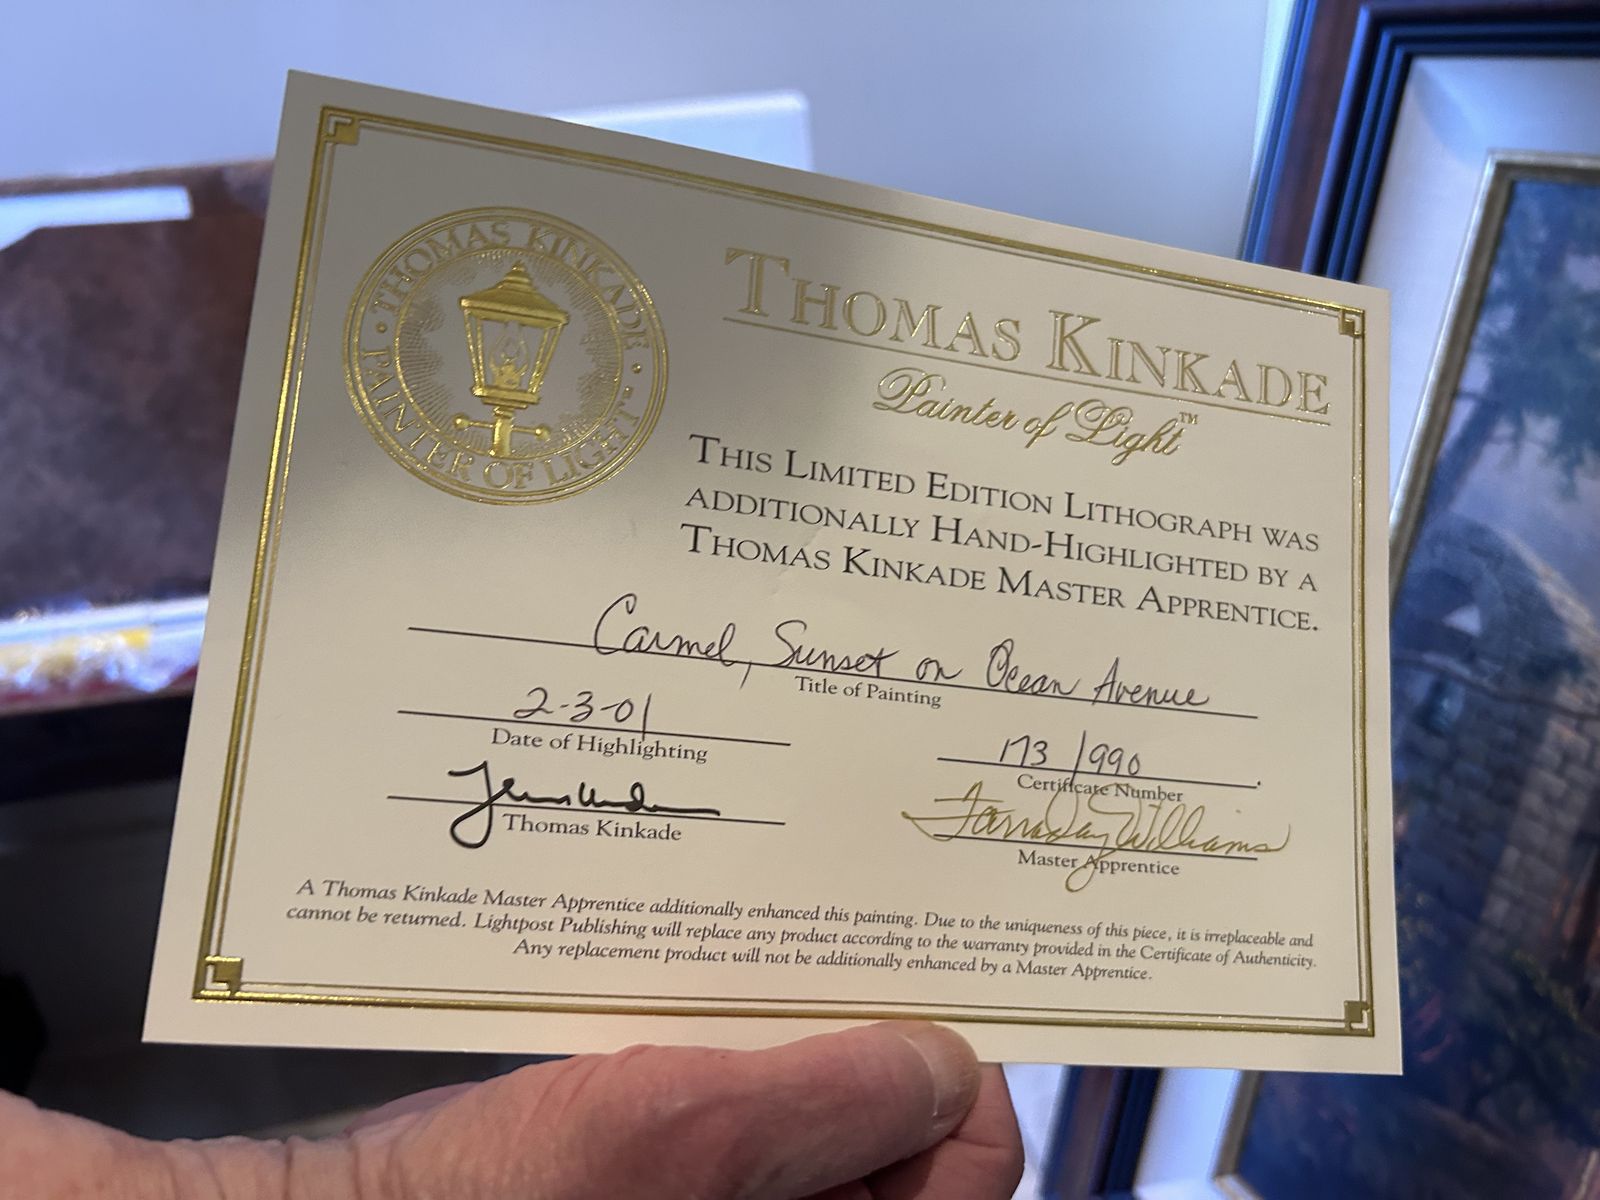 THOMAS KINKADE
PAINTER OF LIGHT
THOMAS KINKADE
Painter of Light™
THIS LIMITED EDITION LITHOGRAPH WAS
ADDITIONALLY HAND-HIGHLIGHTED BY A
THOMAS KINKADE MASTER APPRENTICE.
Carmel, Sunset on Ocean Avenue
Title of Painting
2-3-01
Date of Highlighting
173/990
Certificate Number
Thomas Kinkade
Farraday Williams
Master Apprentice
A Thomas Kinkade Master Apprentice additionally enhanced this painting. Due to the uniqueness of this piece, it is irreplaceable and
cannot be returned. Lightpost Publishing will replace any product according to the warranty provided in the Certificate of Authenticity.
Any replacement product will not be additionally enhanced by a Master Apprentice.